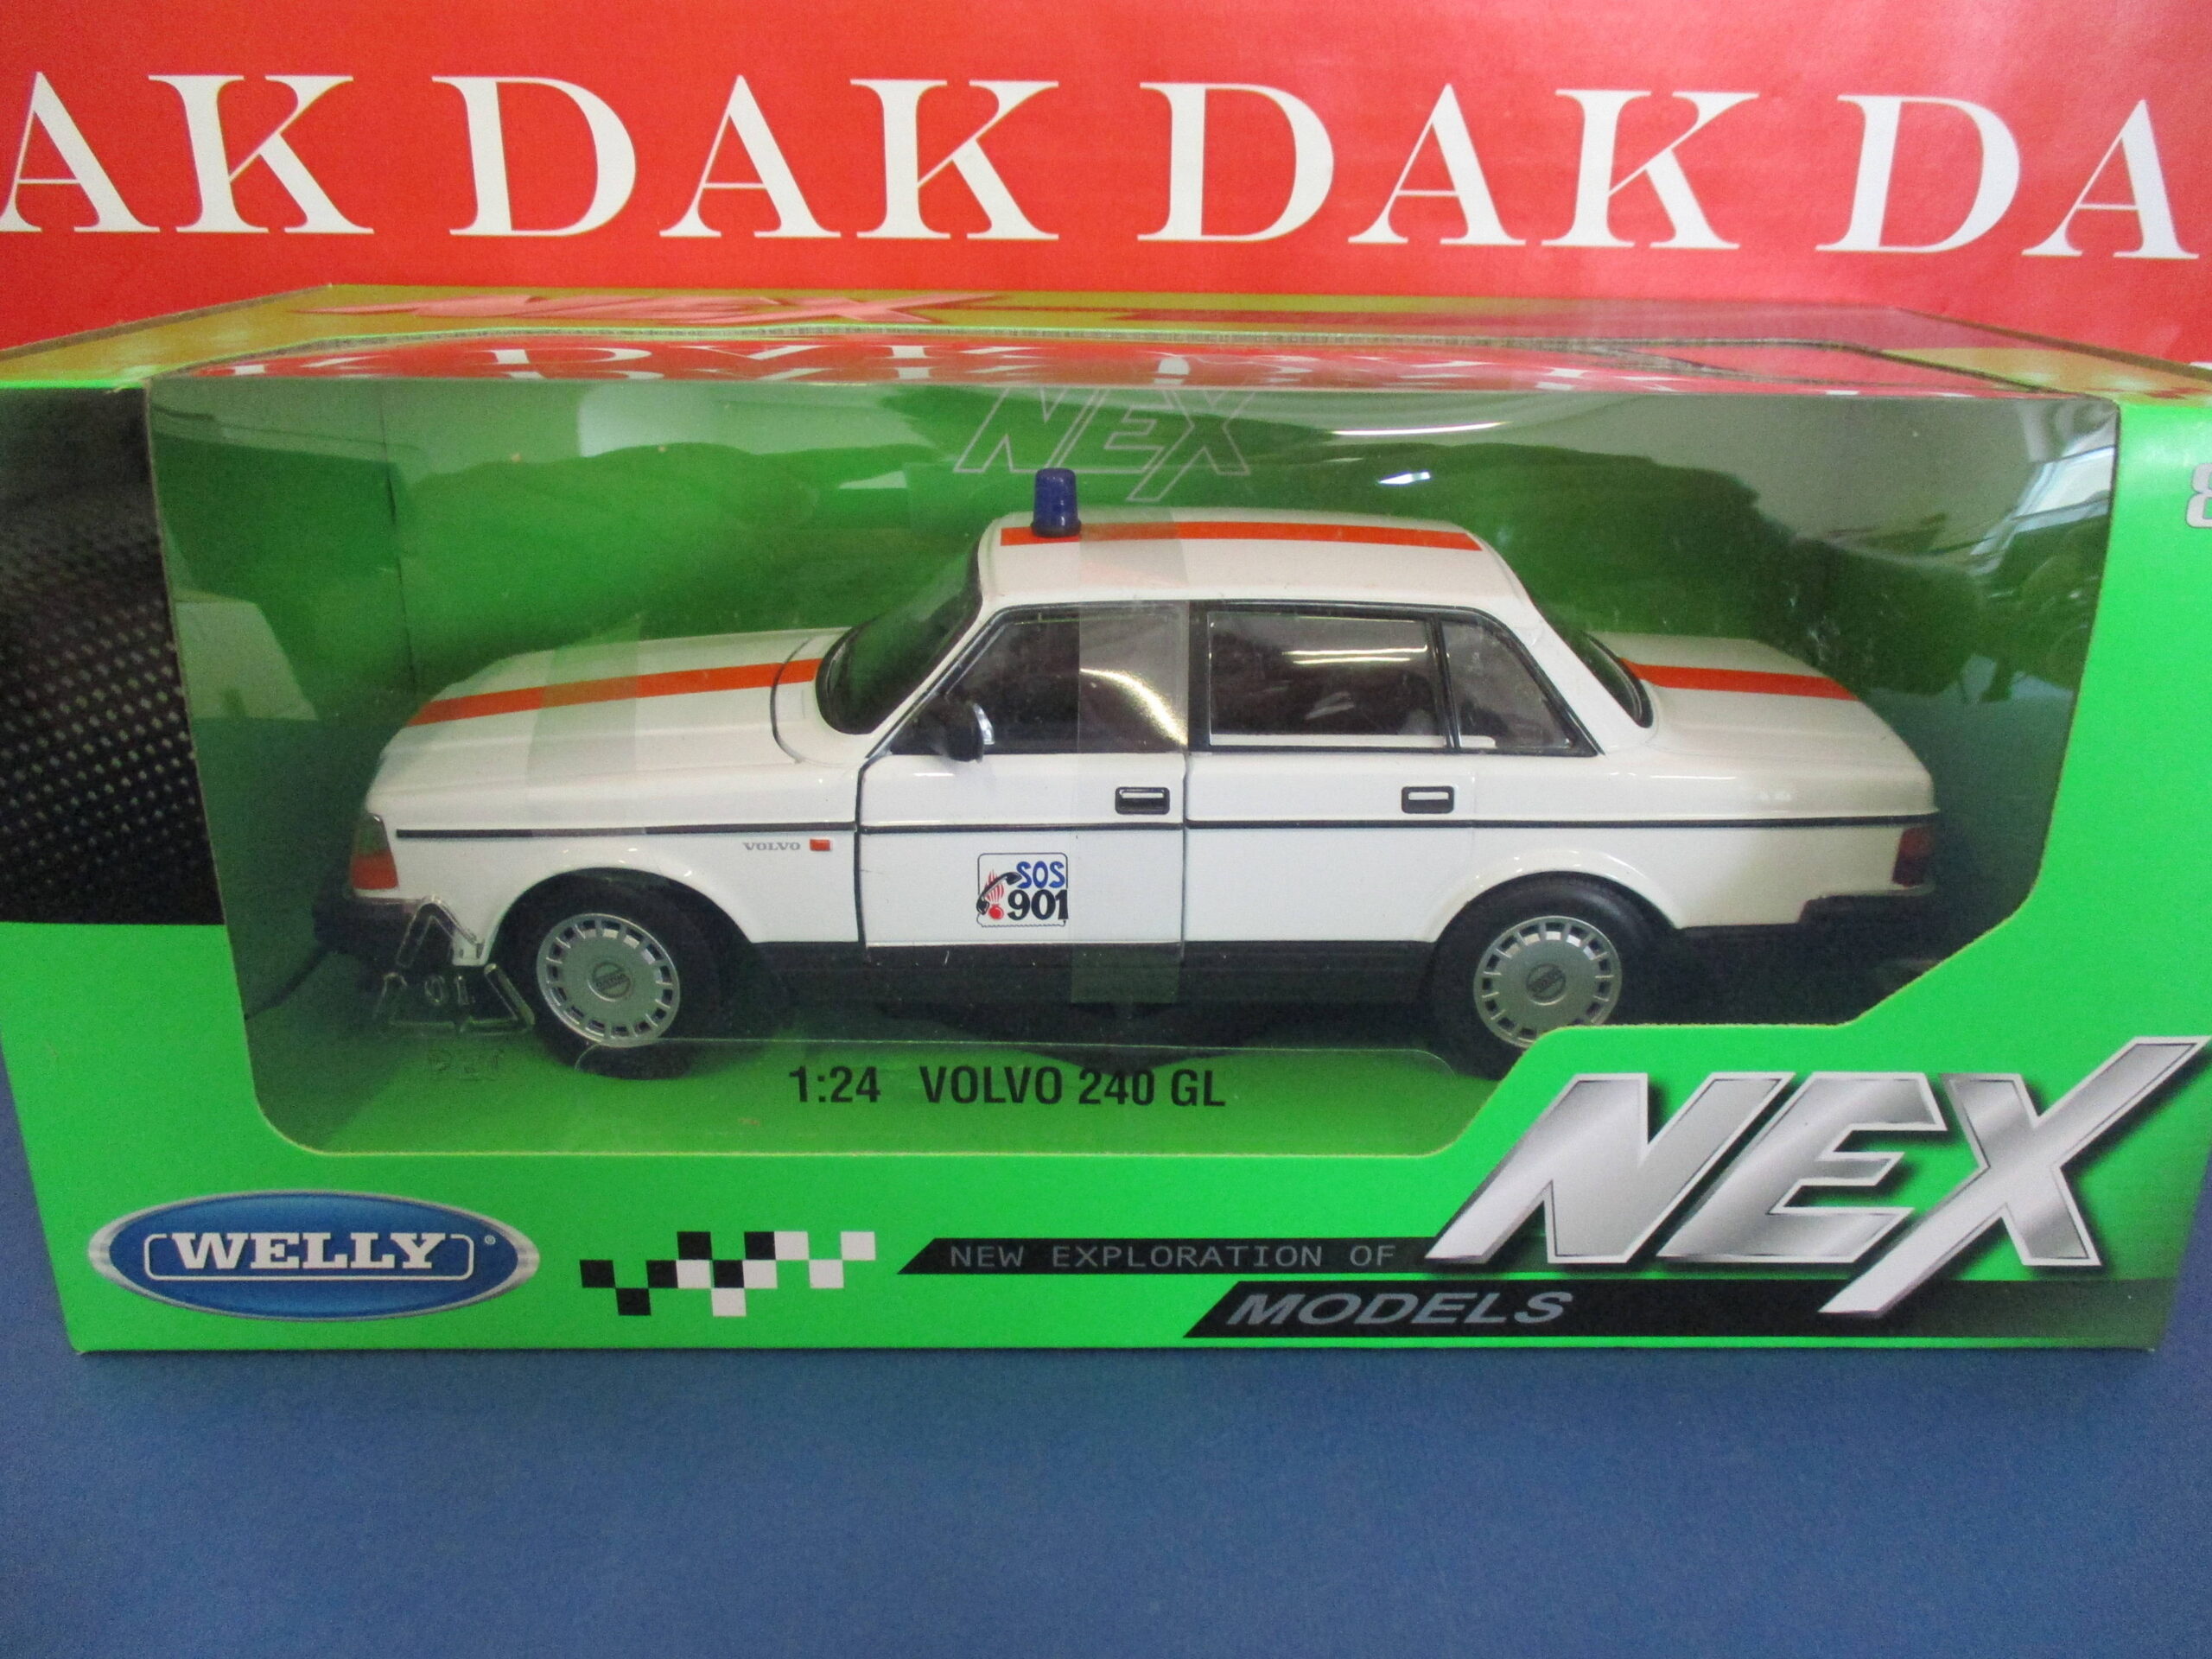 AK DAK DAK DA
NEX
VOLVO
SOS
901
1:24 VOLVO 240 GL
WELLY®
NEW EXPLORATION OF
NEX
MODELS